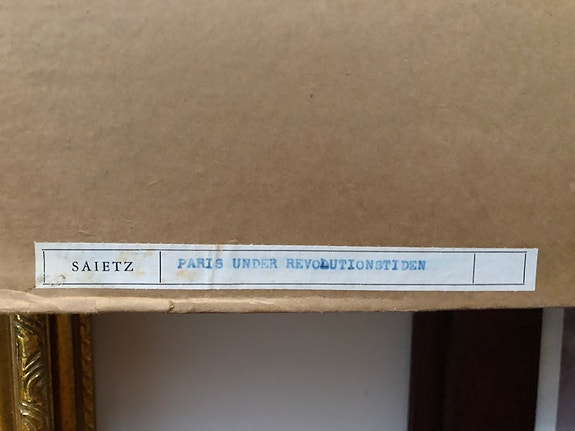 SAIETZ PARIS UNDER REVOLUTIONSTIDEN